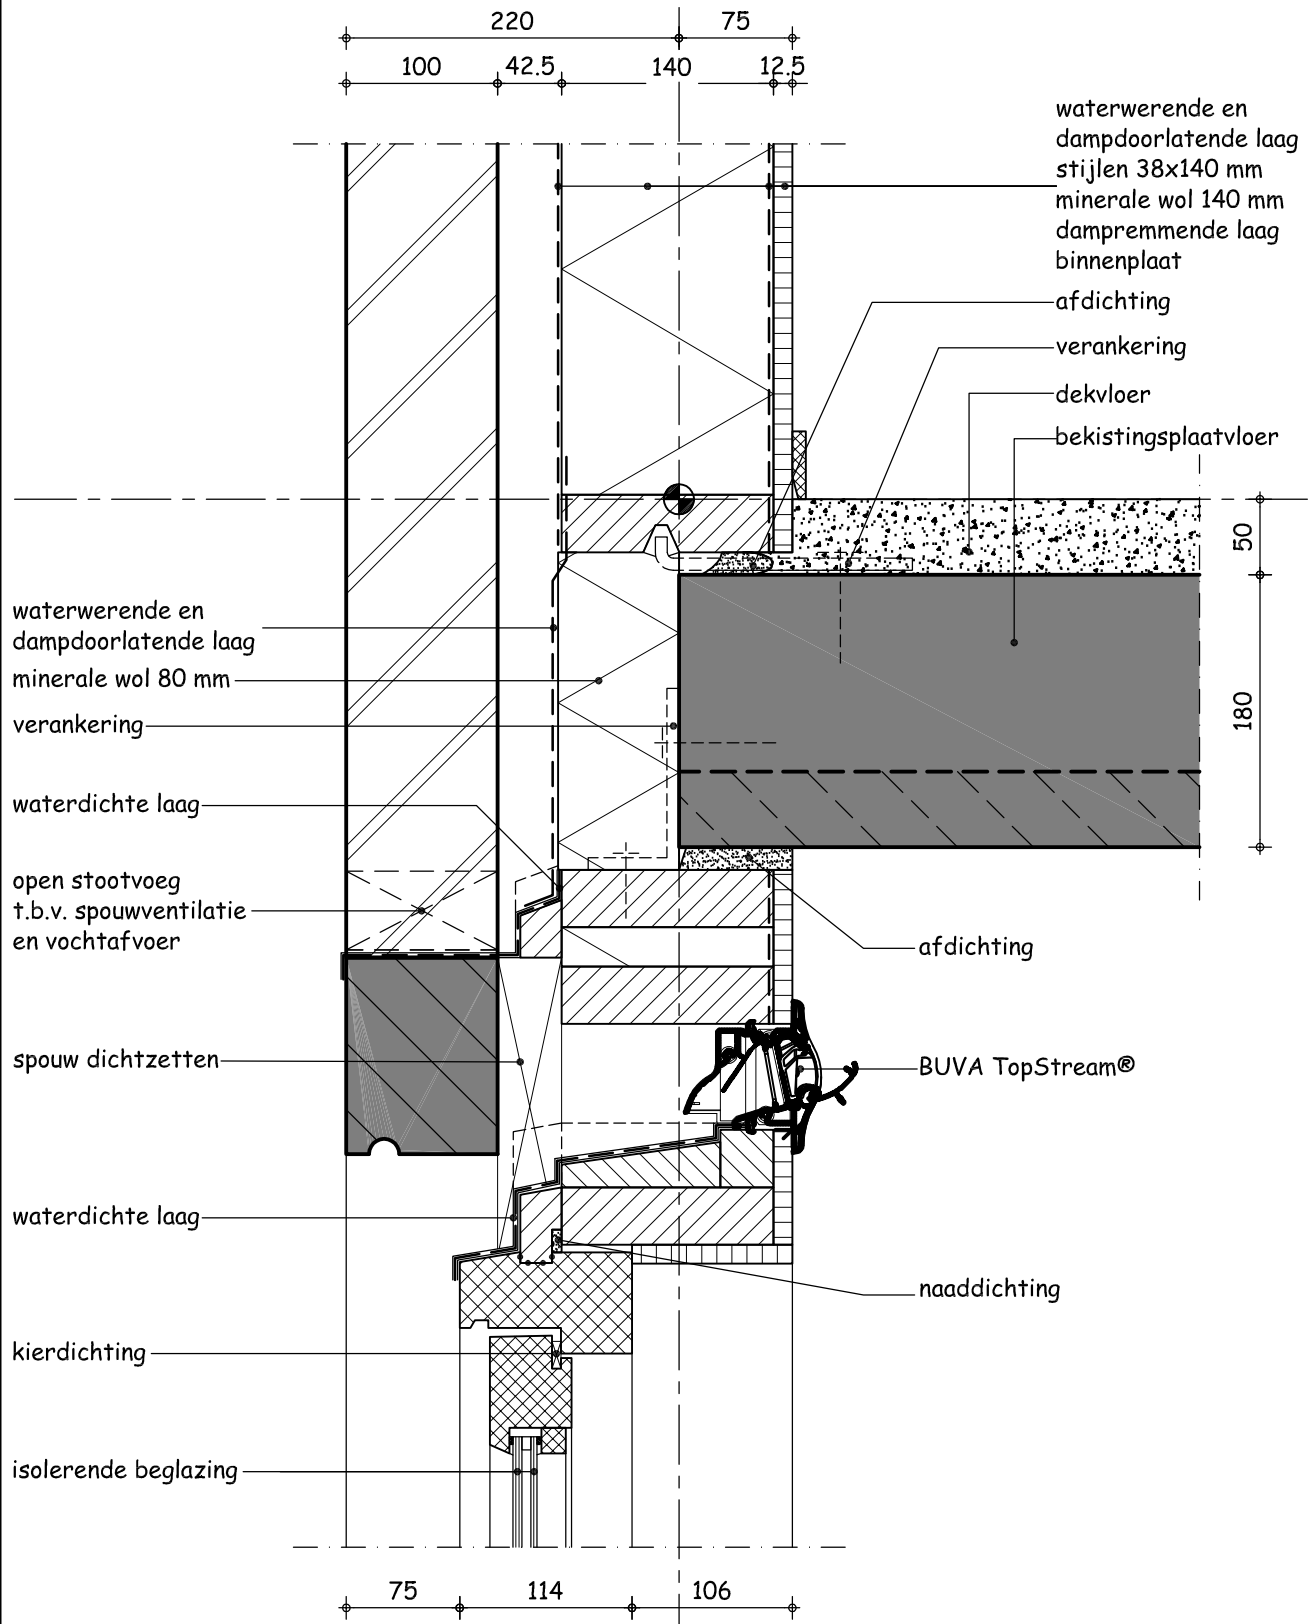 220
75
100
42.5
140
12.5
waterwerende en
dampdoorlatende laag
stijlen 38x140 mm
minerale wol 140 mm
dampremmende laag
binnenplaat
afdichting
verankering
dekvloer
bekistingsplaatvloer
50
180
waterwerende en
dampdoorlatende laag
minerale wol 80 mm
verankering
waterdichte laag
open stootvoeg
t.b.v. spouwventilatie
en vochtafvoer
afdichting
spouw dichtzetten
BUVA TopStream®
waterdichte laag
naaddichting
kierdichting
isolerende beglazing
75
114
106